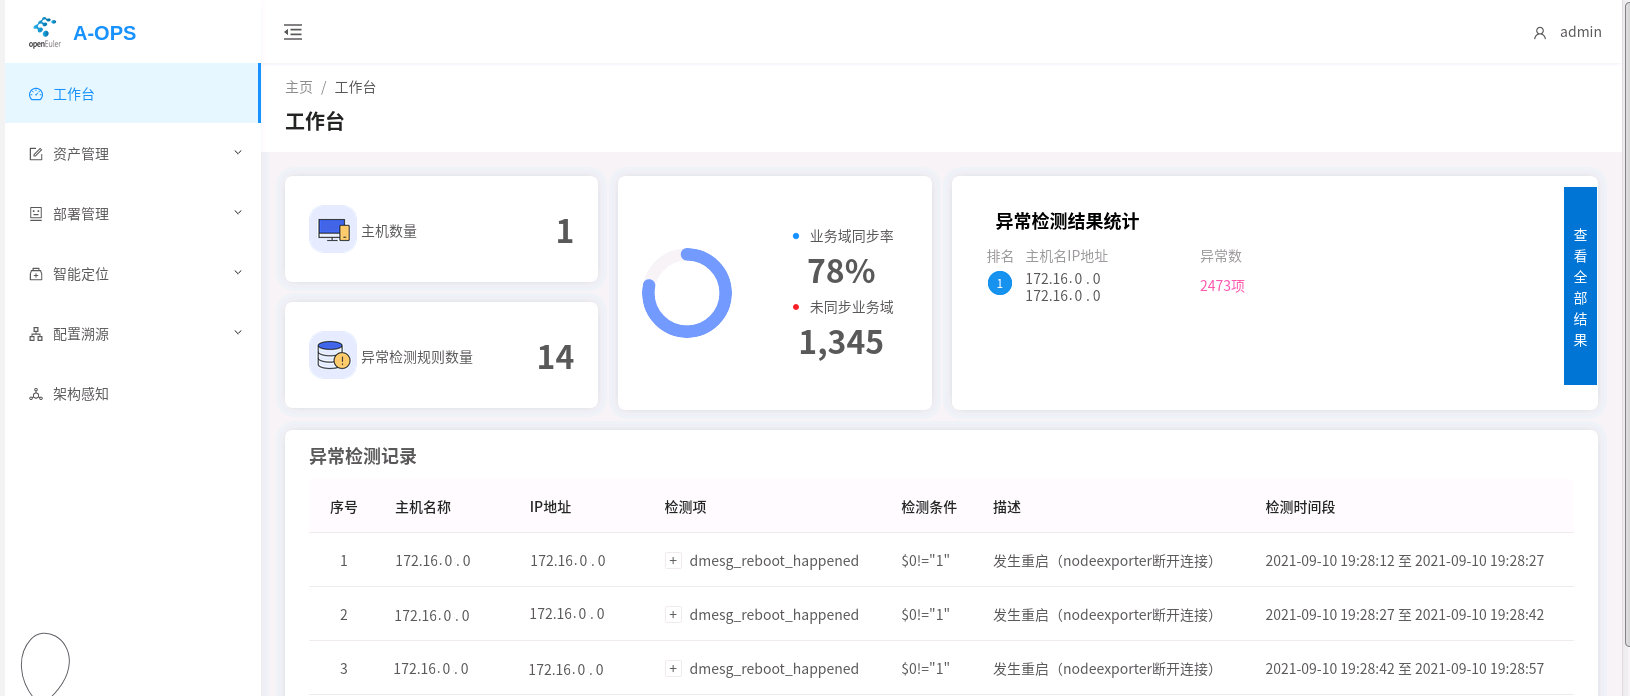 openEuler
A-OPS
admin
工作台
资产管理
部署管理
智能定位
配置溯源
架构感知
主页 / 工作台
工作台
主机数量 1
异常检测规则数量 14
业务域同步率
78%
未同步业务域
1,345
异常检测结果统计
排名 主机名IP地址 异常数
1 172.16.0 . 0 2473项
172.16.0 . 0
查看全部结果
异常检测记录
序号 主机名称 IP地址 检测项 检测条件 描述 检测时间段
1 172.16.0 . 0 172.16.0 . 0 + dmesg_reboot_happened $0!="1" 发生重启（nodeexporter断开连接） 2021-09-10 19:28:12 至 2021-09-10 19:28:27
2 172.16.0 . 0 172.16.0 . 0 + dmesg_reboot_happened $0!="1" 发生重启（nodeexporter断开连接） 2021-09-10 19:28:27 至 2021-09-10 19:28:42
3 172.16.0 . 0 172.16.0 . 0 + dmesg_reboot_happened $0!="1" 发生重启（nodeexporter断开连接） 2021-09-10 19:28:42 至 2021-09-10 19:28:57